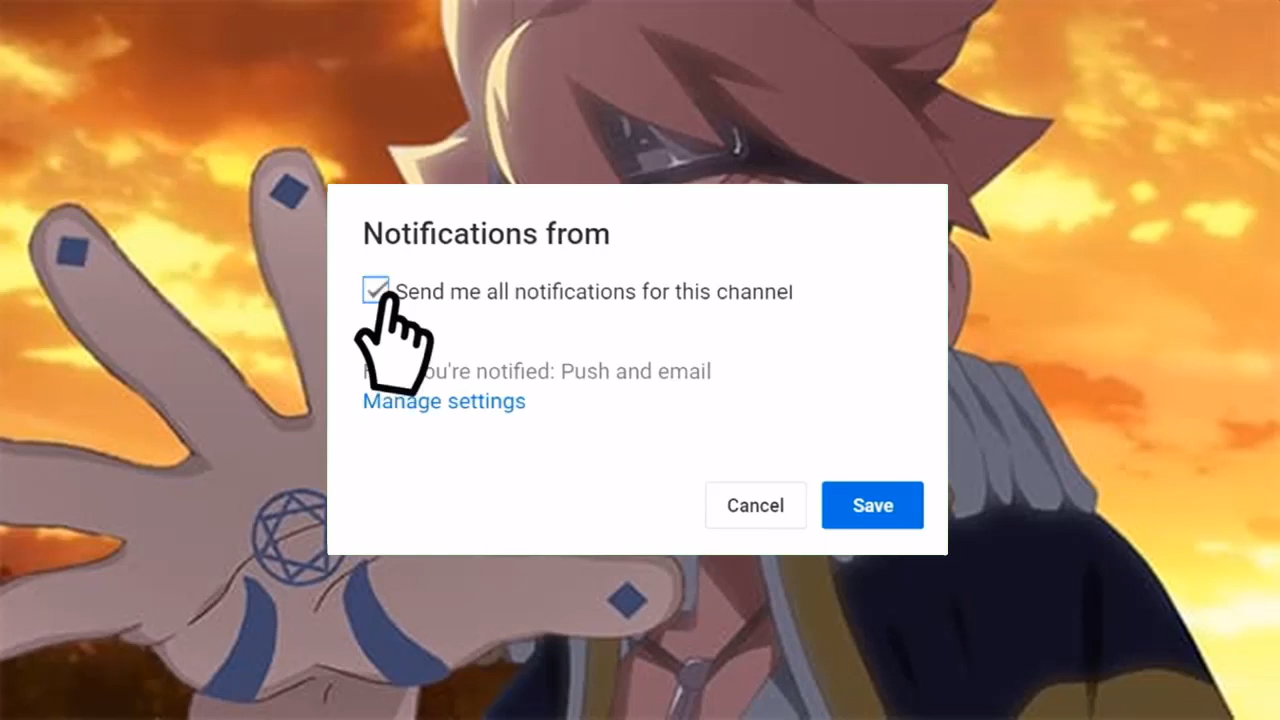 Notifications from
Send me all notifications for this channel
you're notified: Push and email
Manage settings
Cancel
Save